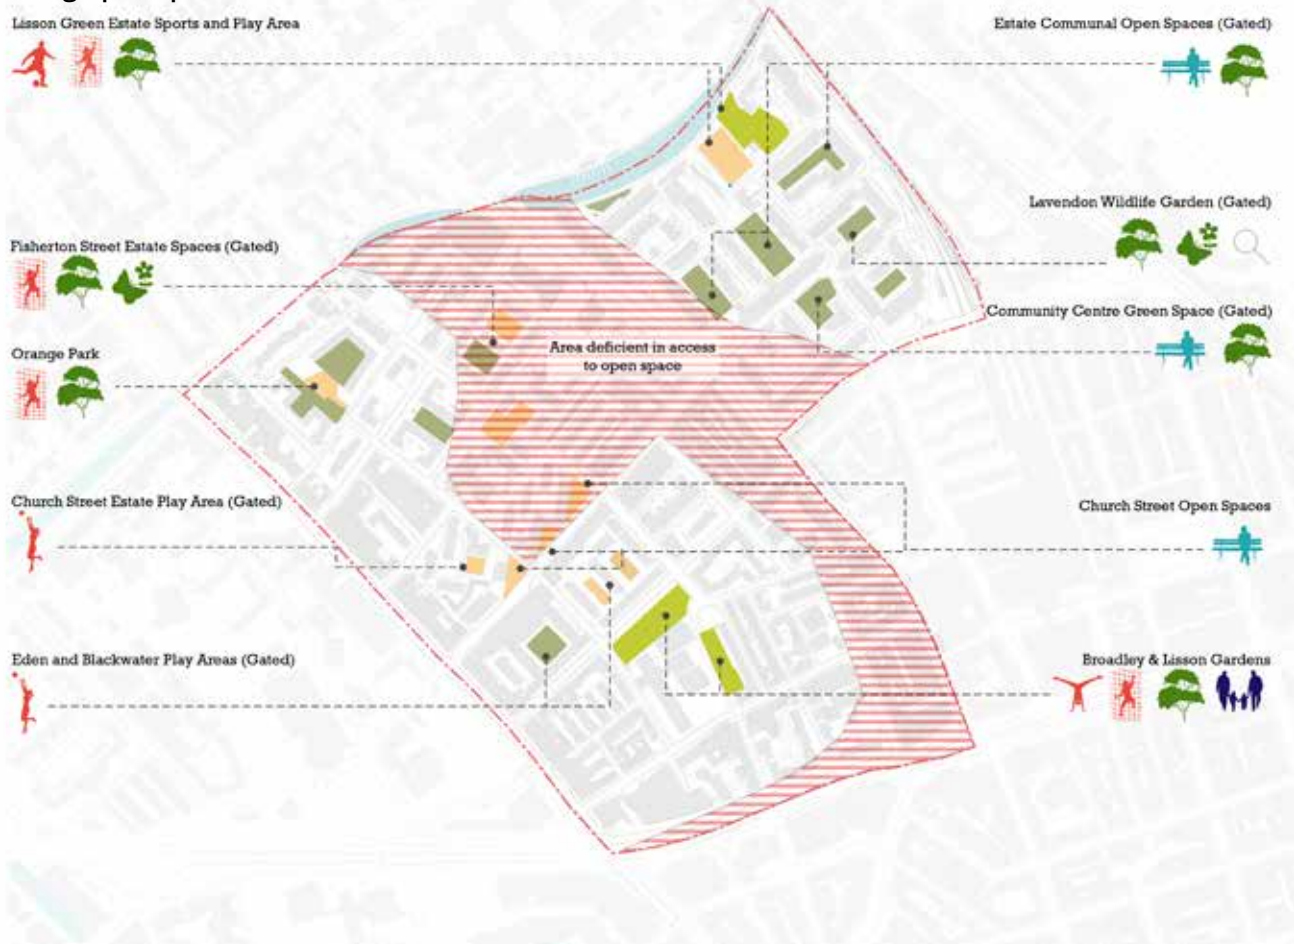 Lisson Green Estate Sports and Play Area
Estate Communal Open Spaces (Gated)
Lavendon Wildlife Garden (Gated)
Fisherton Street Estate Spaces (Gated)
Community Centre Green Space (Gated)
Orange Park
Area deficient in access
to open space
Church Street Estate Play Area (Gated)
Church Street Open Spaces
Eden and Blackwater Play Areas (Gated)
Broadley & Lisson Gardens